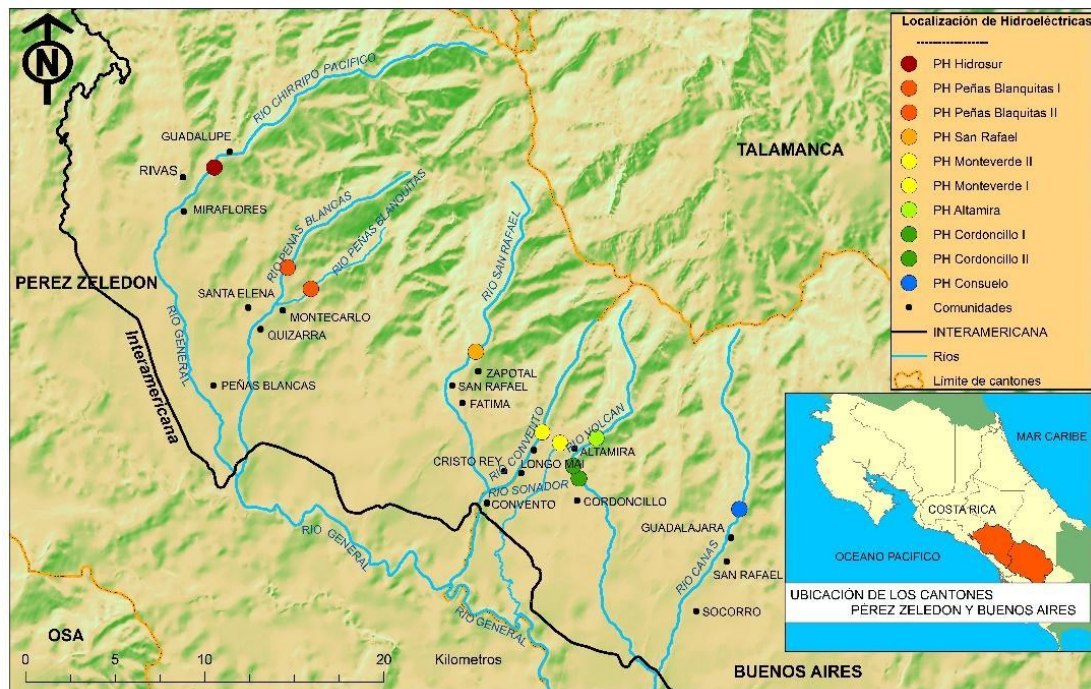 N
RIO CHIRRIPO PACÍFICO
GUADALUPE
RIVAS
MIRAFLORES
TALAMANCA
RIO PEÑAS BLANCAS
RIO PEÑAS BLANQUITAS
RIO SAN RAFAEL
PEREZ ZELEDON
SANTA ELENA
MONTECARLO
QUIZARRA
RIO GENERAL
Interamericana
PEÑAS BLANCAS
ZAPOTAL
SAN RAFAEL
FATIMA
RIO CONVENTO
RIO VOLCAN
ALTAMIRA
CRISTO REY
LONGO MAI
RIO SONADOR
CONVENTO
CORDONCILLO
RIO GENERAL
GUADALAJARA
SAN RAFAEL
RIO CANAS
SOCORRO
RIO GENERAL
OSA
BUENOS AIRES
0 5 10 20 Kilometros
Localización de Hidroeléctricas
PH Hidrosur
PH Peñas Blanquitas I
PH Peñas Blaquitas II
PH San Rafael
PH Monteverde II
PH Monteverde I
PH Altamira
PH Cordoncillo I
PH Cordoncillo II
PH Consuelo
Comunidades
INTERAMERICANA
Ríos
Límite de cantones
MAR CARIBE
COSTA RICA
OCEANO PACIFICO
UBICACIÓN DE LOS CANTONES
PÉREZ ZELEDON Y BUENOS AIRES